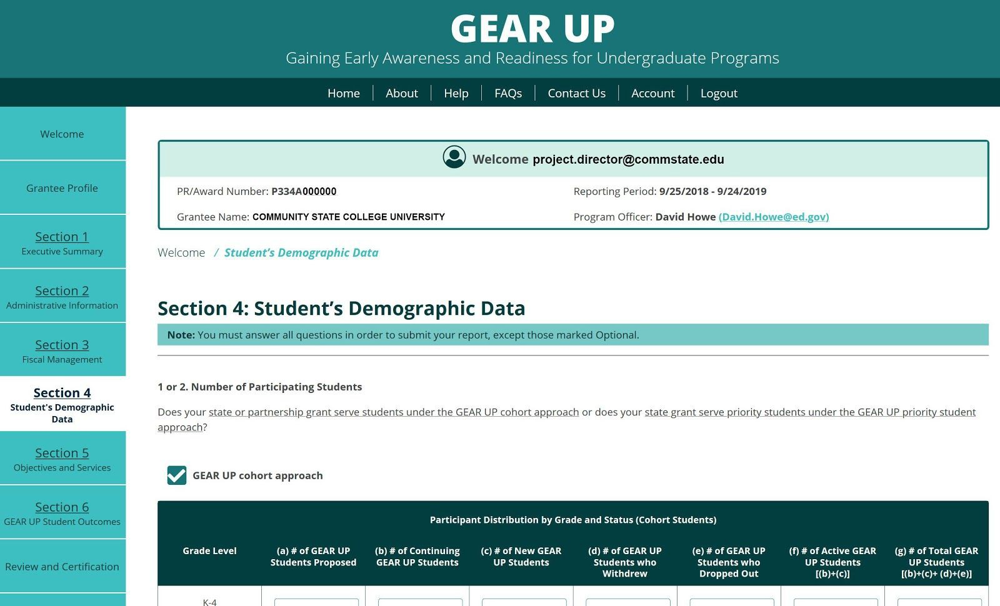 GEAR UP
Gaining Early Awareness and Readiness for Undergraduate Programs
Home About Help FAQs Contact Us Account Logout
Welcome
Grantee Profile
Section 1
Executive Summary
Section 2
Administrative Information
Section 3
Fiscal Management
Section 4
Student's Demographic
Data
Section 5
Objectives and Services
Section 6
GEAR UP Student Outcomes
Review and Certification
Welcome project.director@commstate.edu
PR/Award Number: P334A000000
Reporting Period: 9/25/2018 - 9/24/2019
Grantee Name: COMMUNITY STATE COLLEGE UNIVERSITY
Program Officer: David Howe (David.Howe@ed.gov)
Welcome / Student’s Demographic Data
Section 4: Student’s Demographic Data
Note: You must answer all questions in order to submit your report, except those marked Optional.
1 or 2. Number of Participating Students
Does your state or partnership grant serve students under the GEAR UP cohort approach or does your state grant serve priority students under the GEAR UP priority student
approach?
GEAR UP cohort approach
Participant Distribution by Grade and Status (Cohort Students)
Grade Level
(a) # of GEAR UP
Students Proposed
(b) # of Continuing
GEAR UP Students
(c) # of New GEAR
UP Students
(d) # of GEAR UP
Students who
Withdrew
(e) # of GEAR UP
Students who
Dropped Out
(f) # of Active GEAR
UP Students
[(b)+(c)]
(g) # of Total GEAR
UP Students
[(b)+(c)+ (d)+(e)]
K-4